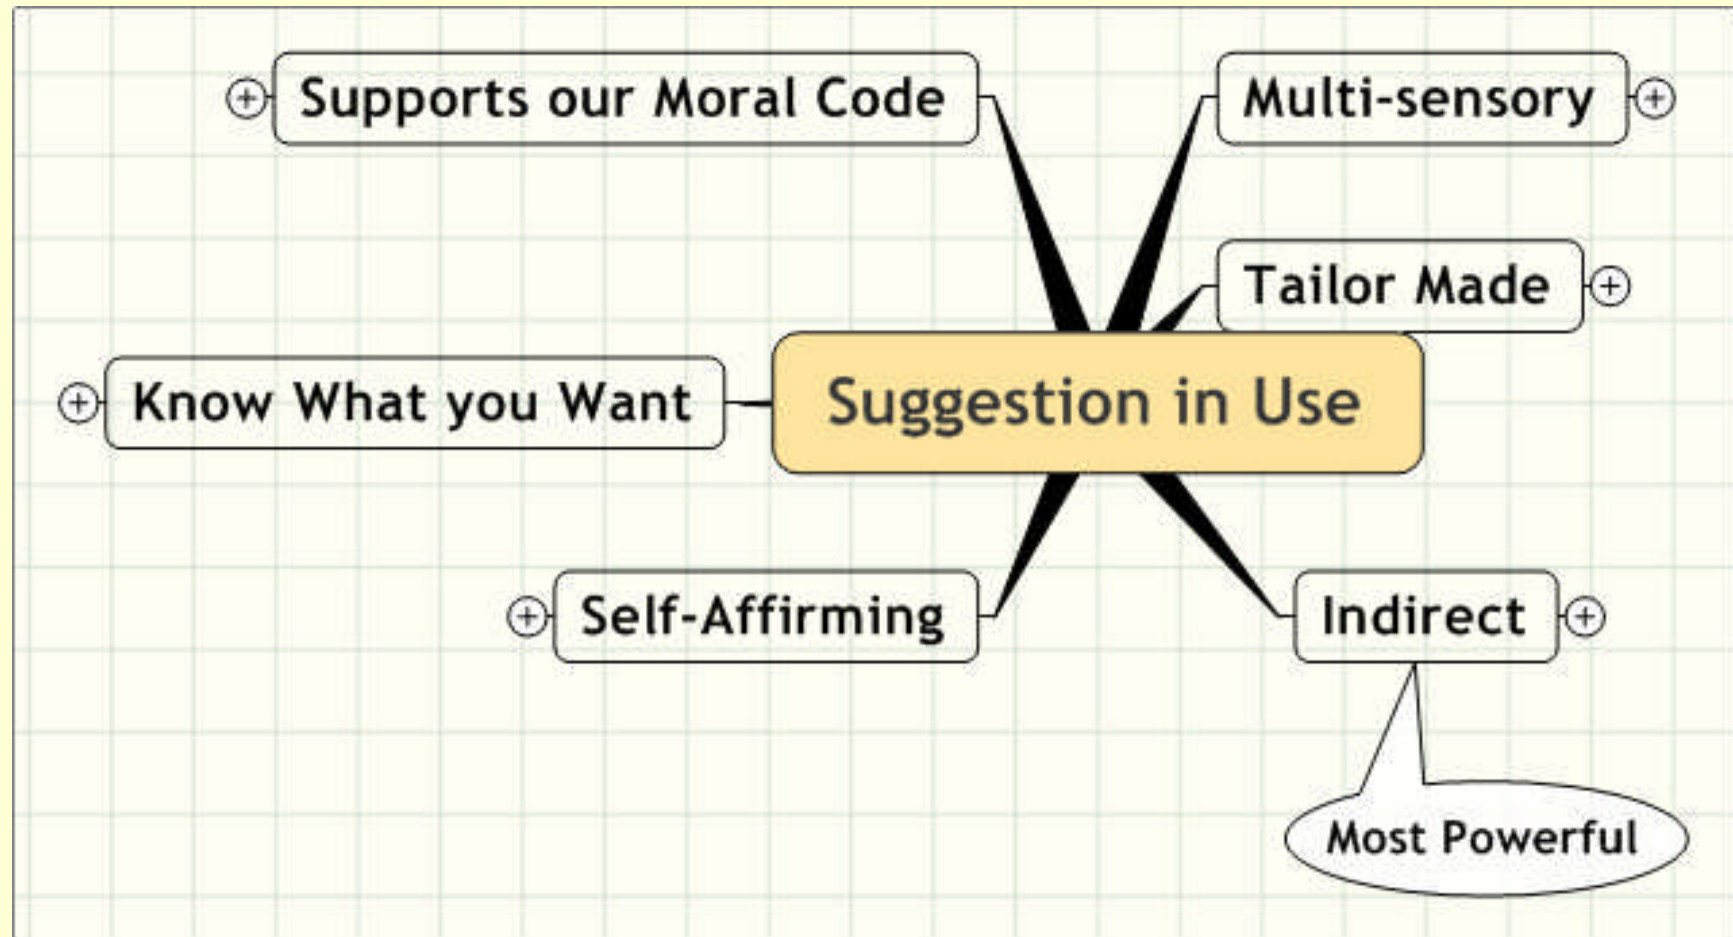 Supports our Moral Code
Multi-sensory
Tailor Made
Know What you Want
Suggestion in Use
Self-Affirming
Indirect
Most Powerful